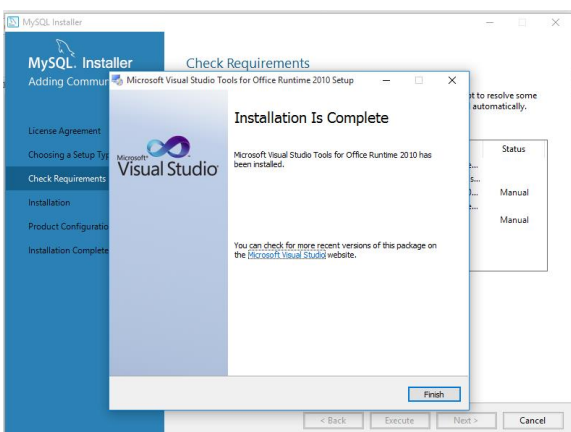 MySQL Installer
MySQL. Installer
Adding Commun
License Agreement
Choosing a Setup Typ
Check Requirements
Installation
Product Configuratio
Installation Complete
Check Requirements
pt to resolve some
automatically.
Status
Manual
Manual
Microsoft Visual Studio Tools for Office Runtime 2010 Setup
Microsoft
Visual Studio
Installation Is Complete
Microsoft Visual Studio Tools for Office Runtime 2010 has
been installed.
You can check for more recent versions of this package on
the Microsoft Visual Studio website.
Finish
< Back
Execute
Next >
Cancel